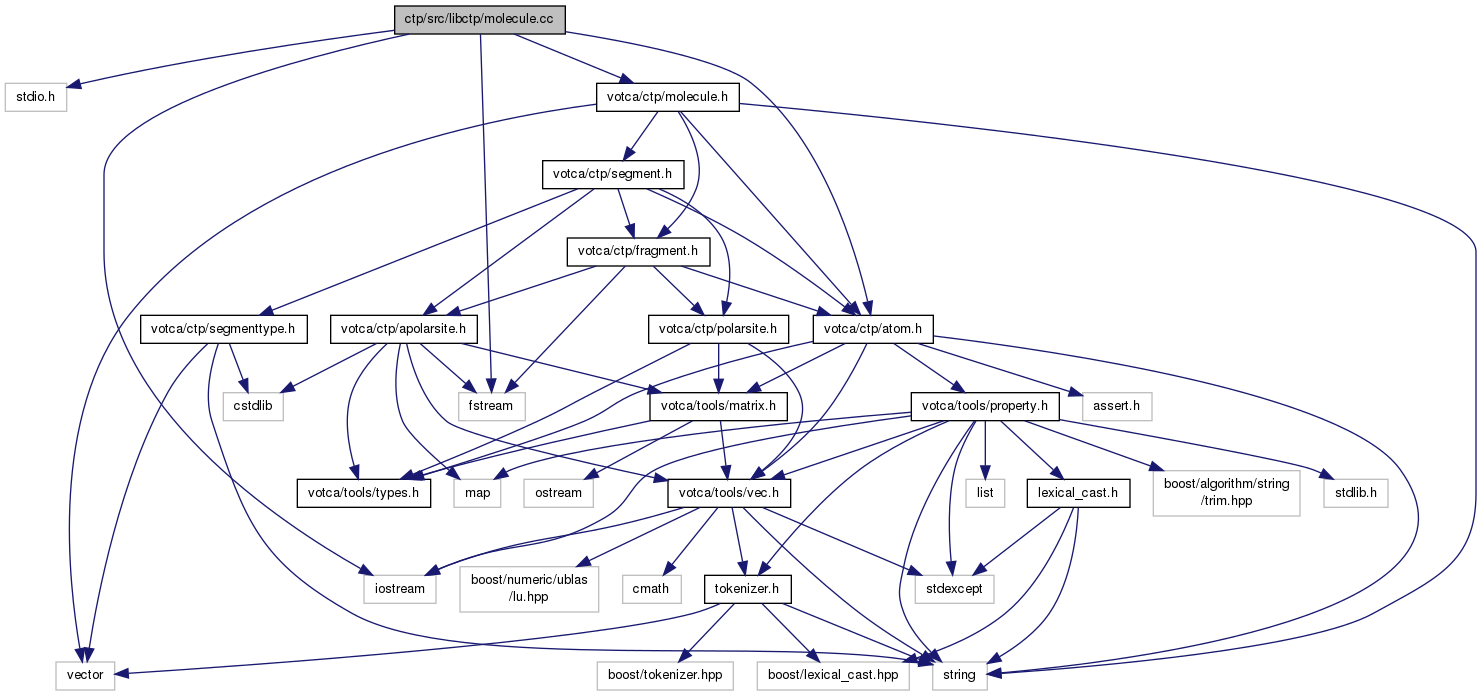 ctp/src/libctp/molecule.cc
stdio.h
votca/ctp/molecule.h
votca/ctp/segment.h
votca/ctp/fragment.h
votca/ctp/segmenttype.h
votca/ctp/apolarsite.h
votca/ctp/polarsite.h
votca/ctp/atom.h
cstdlib
fstream
votca/tools/matrix.h
votca/tools/property.h
assert.h
votca/tools/types.h
map
ostream
votca/tools/vec.h
list
lexical_cast.h
boost/algorithm/string
/trim.hpp
stdlib.h
iostream
boost/numeric/ublas
/lu.hpp
cmath
tokenizer.h
stdexcept
vector
boost/tokenizer.hpp
boost/lexical_cast.hpp
string